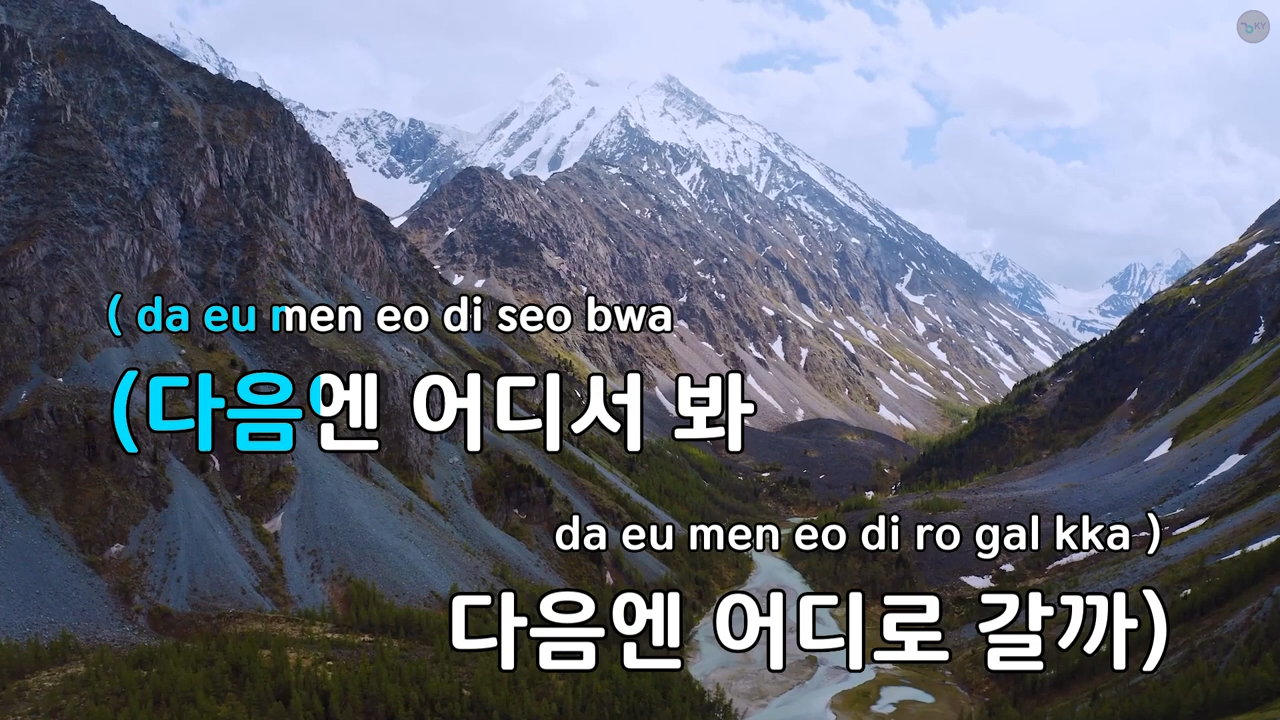 KY
( da eu men eo di seo bwa
(다음엔 어디서 봐
da eu men eo di ro gal kka )
다음엔 어디로 갈까)